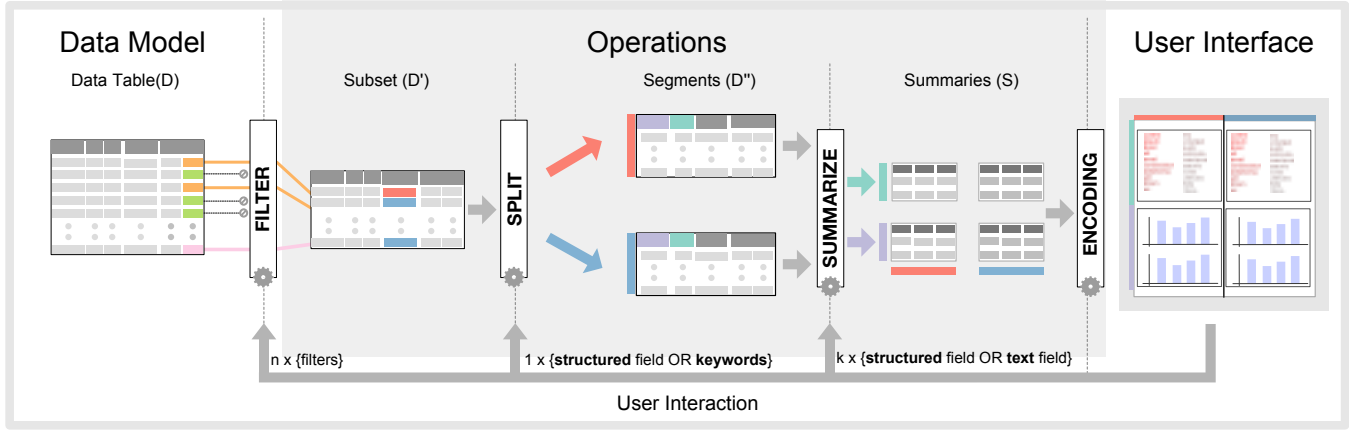 Data Model
Operations
User Interface
Data Table(D)
Subset (D')
Segments (D")
Summaries (S)
FILTER
SPLIT
SUMMARIZE
ENCODING
n x {filters}
1 x {structured field OR keywords}
k x {structured field OR text field}
User Interaction